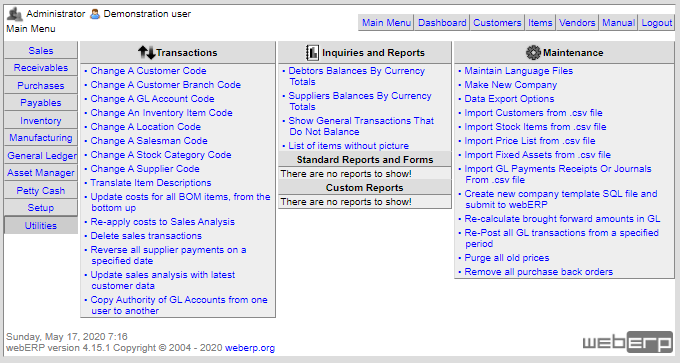 Administrator Demonstration user
Main Menu
Main Menu Dashboard Customers Items Vendors Manual Logout
Sales
Receivables
Purchases
Payables
Inventory
Manufacturing
General Ledger
Asset Manager
Petty Cash
Setup
Utilities
Transactions
• Change A Customer Code
• Change A Customer Branch Code
• Change A GL Account Code
• Change An Inventory Item Code
• Change A Location Code
• Change A Salesman Code
• Change A Stock Category Code
• Change A Supplier Code
• Translate Item Descriptions
• Update costs for all BOM items, from the
bottom up
• Re-apply costs to Sales Analysis
• Delete sales transactions
• Reverse all supplier payments on a
specified date
• Update sales analysis with latest
customer data
• Copy Authority of GL Accounts from one
user to another
Inquiries and Reports
• Debtors Balances By Currency
Totals
• Suppliers Balances By Currency
Totals
• Show General Transactions That
Do Not Balance
• List of items without picture
Standard Reports and Forms
There are no reports to show!
Custom Reports
There are no reports to show!
Maintenance
• Maintain Language Files
• Make New Company
• Data Export Options
• Import Customers from .csv file
• Import Stock Items from .csv file
• Import Price List from .csv file
• Import Fixed Assets from .csv file
• Import GL Payments Receipts Or Journals
From .csv file
• Create new company template SQL file and
submit to webERP
• Re-calculate brought forward amounts in GL
• Re-Post all GL transactions from a specified
period
• Purge all old prices
• Remove all purchase back orders
Sunday, May 17, 2020 7:16
webERP version 4.15.1 Copyright © 2004 - 2020 weberp.org
webERP